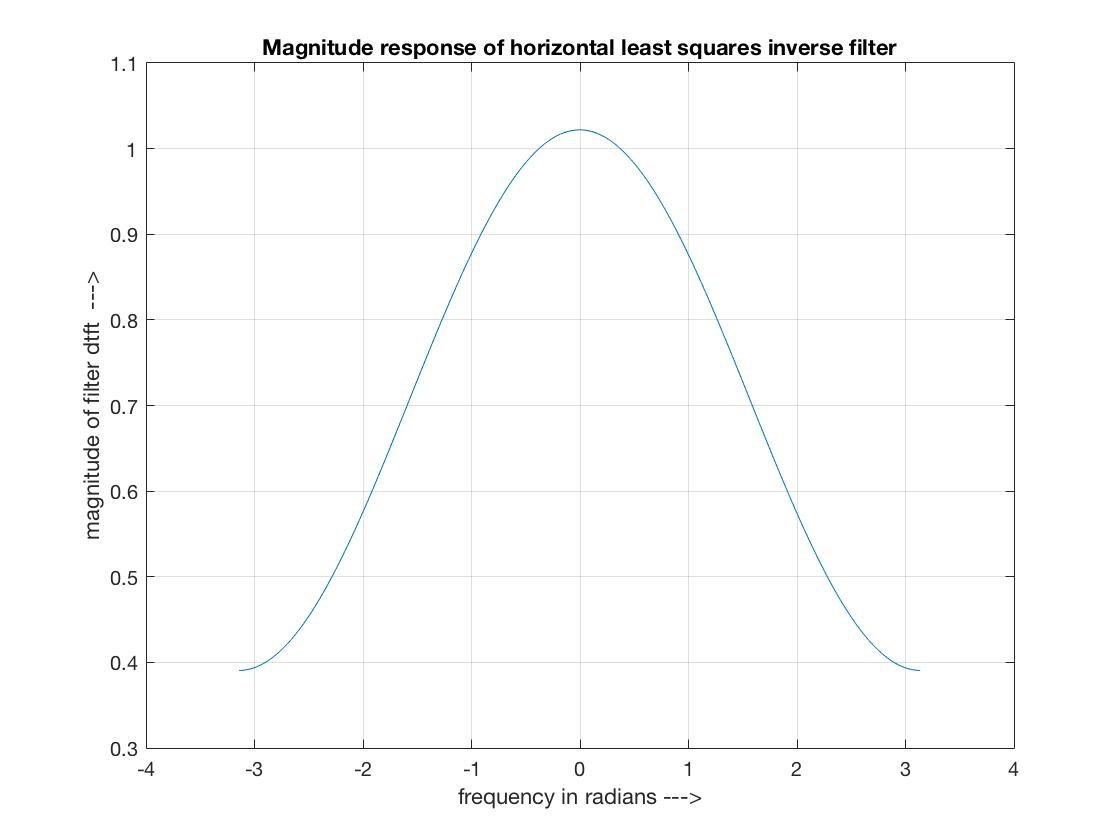 Magnitude response of horizontal least squares inverse filter
1.1
1
0.9
0.8
0.7
0.6
0.5
0.4
0.3
magnitude of filter dtft --->
-4 -3 -2 -1 0 1 2 3 4
frequency in radians --->